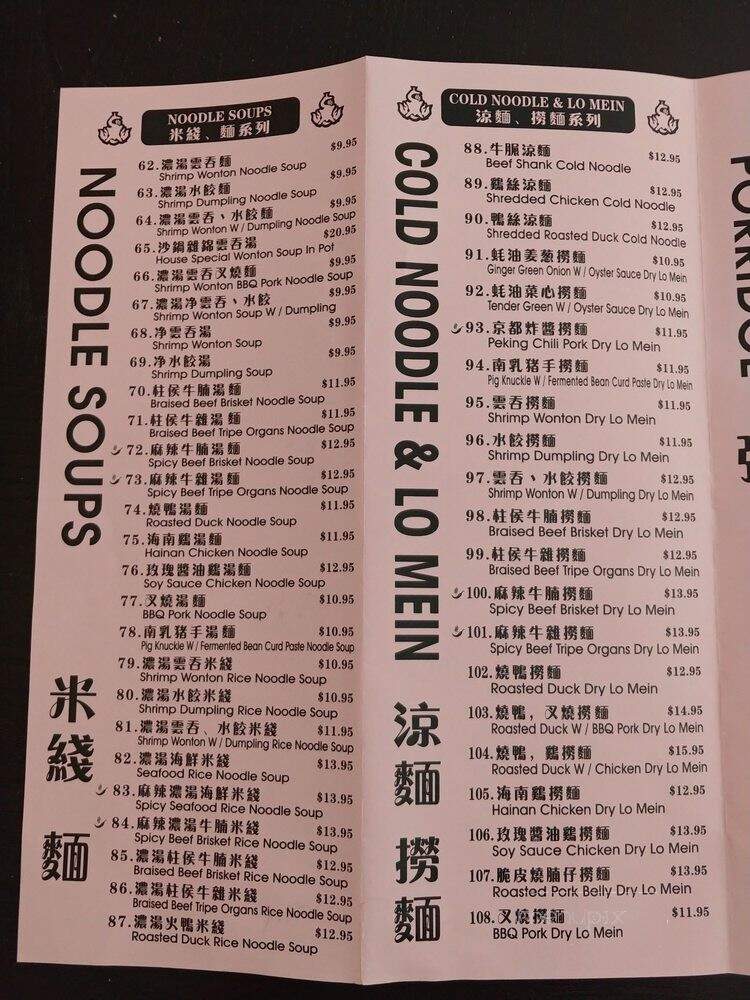 NOODLE SOUPS
米綫、麵系列
NOODLE SOUPS
米綫 麵
62.濃湯雲吞麵 $9.95
Shrimp Wonton Noodle Soup
63.濃湯水餃麵 $9.95
Shrimp Dumpling Noodle Soup
64.濃湯雲吞、水餃麵 $9.95
Shrimp Wonton W / Dumpling Noodle Soup
65.沙鍋雜錦雲吞湯 $20.95
House Special Wonton Soup In Pot
66.濃湯雲吞叉燒麵 $9.95
Shrimp Wonton BBQ Pork Noodle Soup
67.濃湯净雲吞、水餃 $9.95
Shrimp Wonton Soup W / Dumpling
68.净雲吞湯 $9.95
Shrimp Wonton Soup
69.净水餃湯 $9.95
Shrimp Dumpling Soup
70.柱侯牛腩湯麵 $11.95
Braised Beef Brisket Noodle Soup
71.柱侯牛雜湯麵 $11.95
Braised Beef Tripe Organs Noodle Soup
72.麻辣牛腩湯麵 $12.95
Spicy Beef Brisket Noodle Soup
73.麻辣牛雜湯麵 $12.95
Spicy Beef Tripe Organs Noodle Soup
74.燒鴨湯麵 $11.95
Roasted Duck Noodle Soup
75.海南鷄湯麵 $11.95
Hainan Chicken Noodle Soup
76.玫瑰醬油鷄湯麵 $12.95
Soy Sauce Chicken Noodle Soup
77.叉燒湯麵 $10.95
BBQ Pork Noodle Soup
78.南乳猪手湯麵 $10.95
Pig Knuckle W / Fermented Bean Curd Paste Noodle Soup
79.濃湯雲吞米綫 $10.95
Shrimp Wonton Rice Noodle Soup
80.濃湯水餃米綫 $10.95
Shrimp Dumpling Rice Noodle Soup
81.濃湯雲吞、水餃米綫 $11.95
Shrimp Wonton W / Dumpling Rice Noodle Soup
82.濃湯海鮮米綫 $13.95
Seafood Rice Noodle Soup
83.麻辣濃湯海鮮米綫 $13.95
Spicy Seafood Rice Noodle Soup
84.麻辣濃湯牛腩米綫 $13.95
Spicy Beef Brisket Rice Noodle Soup
85.濃湯柱侯牛腩米綫 $12.95
Braised Beef Brisket Rice Noodle Soup
86.濃湯柱侯牛雜米綫 $12.95
Braised Beef Tripe Organs Rice Noodle Soup
87.濃湯火鴨米綫 $12.95
Roasted Duck Rice Noodle Soup
COLD NOODLE & LO MEIN
涼麵、撈麵系列
COLD NOODLE & LO MEIN
涼麵 撈麵
88.牛𦟌涼麵 $12.95
Beef Shank Cold Noodle
89.鷄絲涼麵 $12.95
Shredded Chicken Cold Noodle
90.鴨絲涼麵 $12.95
Shredded Roasted Duck Cold Noodle
91.蚝油姜葱撈麵 $10.95
Ginger Green Onion W / Oyster Sauce Dry Lo Mein
92.蚝油菜心撈麵 $10.95
Tender Green W / Oyster Sauce Dry Lo Mein
93.京都炸醬撈麵 $11.95
Peking Chili Pork Dry Lo Mein
94.南乳猪手撈麵 $11.95
Pig Knuckle W / Fermented Bean Curd Paste Dry Lo Mein
95.雲吞撈麵 $11.95
Shrimp Wonton Dry Lo Mein
96.水餃撈麵 $11.95
Shrimp Dumpling Dry Lo Mein
97.雲吞、水餃撈麵 $12.95
Shrimp Wonton W / Dumpling Dry Lo Mein
98.柱侯牛腩撈麵 $12.95
Braised Beef Brisket Dry Lo Mein
99.柱侯牛雜撈麵 $12.95
Braised Beef Tripe Organs Dry Lo Mein
100.麻辣牛腩撈麵 $13.95
Spicy Beef Brisket Dry Lo Mein
101.麻辣牛雜撈麵 $13.95
Spicy Beef Tripe Organs Dry Lo Mein
102.燒鴨撈麵 $12.95
Roasted Duck Dry Lo Mein
103.燒鴨，叉燒撈麵 $14.95
Roasted Duck W / BBQ Pork Dry Lo Mein
104.燒鴨，鷄撈麵 $15.95
Roasted Duck W / Chicken Dry Lo Mein
105.海南鷄撈麵 $12.95
Hainan Chicken Dry Lo Mein
106.玫瑰醬油鷄撈麵 $13.95
Soy Sauce Chicken Dry Lo Mein
107.脆皮燒腩仔撈麵 $13.95
Roasted Pork Belly Dry Lo Mein
108.叉燒撈麵 $11.95
BBQ Pork Dry Lo Mein